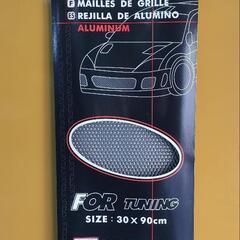 F MAILLES DE GRILLE
S REJILLA DE ALUMINO
ALUMINUM
FOR TUNING
SIZE : 30 X 90cm